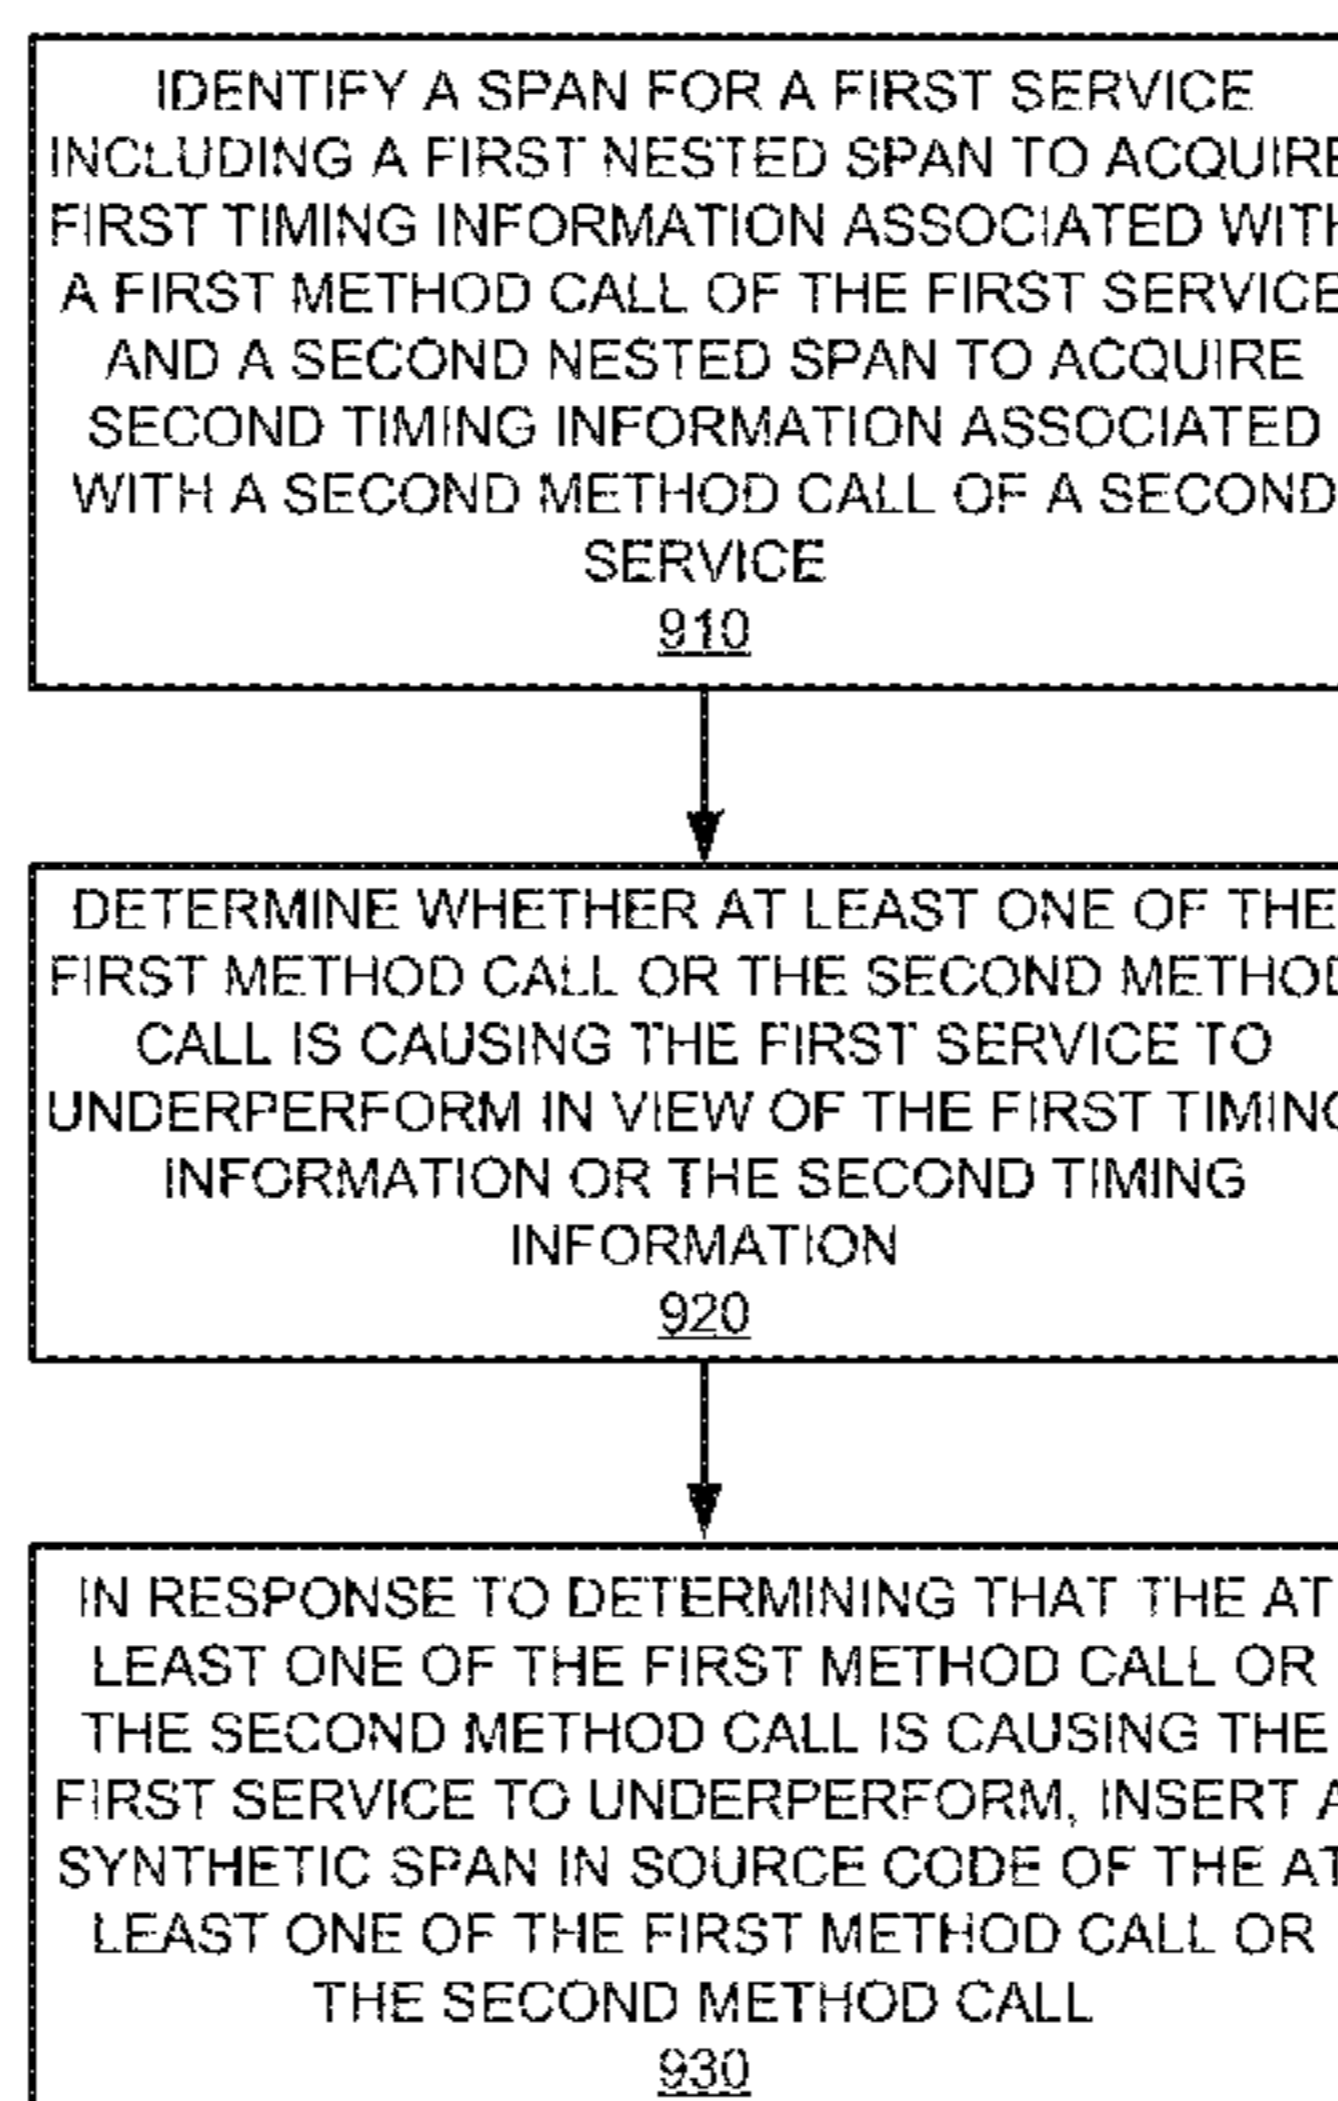 IDENTIFY A SPAN FOR A FIRST SERVICE
INCLUDING A FIRST NESTED SPAN TO ACQUIRE
FIRST TIMING INFORMATION ASSOCIATED WITH
A FIRST METHOD CALL OF THE FIRST SERVICE
AND A SECOND NESTED SPAN TO ACQUIRE
SECOND TIMING INFORMATION ASSOCIATED
WITH A SECOND METHOD CALL OF A SECOND
SERVICE
910
DETERMINE WHETHER AT LEAST ONE OF THE
FIRST METHOD CALL OR THE SECOND METHOD
CALL IS CAUSING THE FIRST SERVICE TO
UNDERPERFORM IN VIEW OF THE FIRST TIMING
INFORMATION OR THE SECOND TIMING
INFORMATION
920
IN RESPONSE TO DETERMINING THAT THE AT
LEAST ONE OF THE FIRST METHOD CALL OR
THE SECOND METHOD CALL IS CAUSING THE
FIRST SERVICE TO UNDERPERFORM, INSERT A
SYNTHETIC SPAN IN SOURCE CODE OF THE AT
LEAST ONE OF THE FIRST METHOD CALL OR
THE SECOND METHOD CALL
930